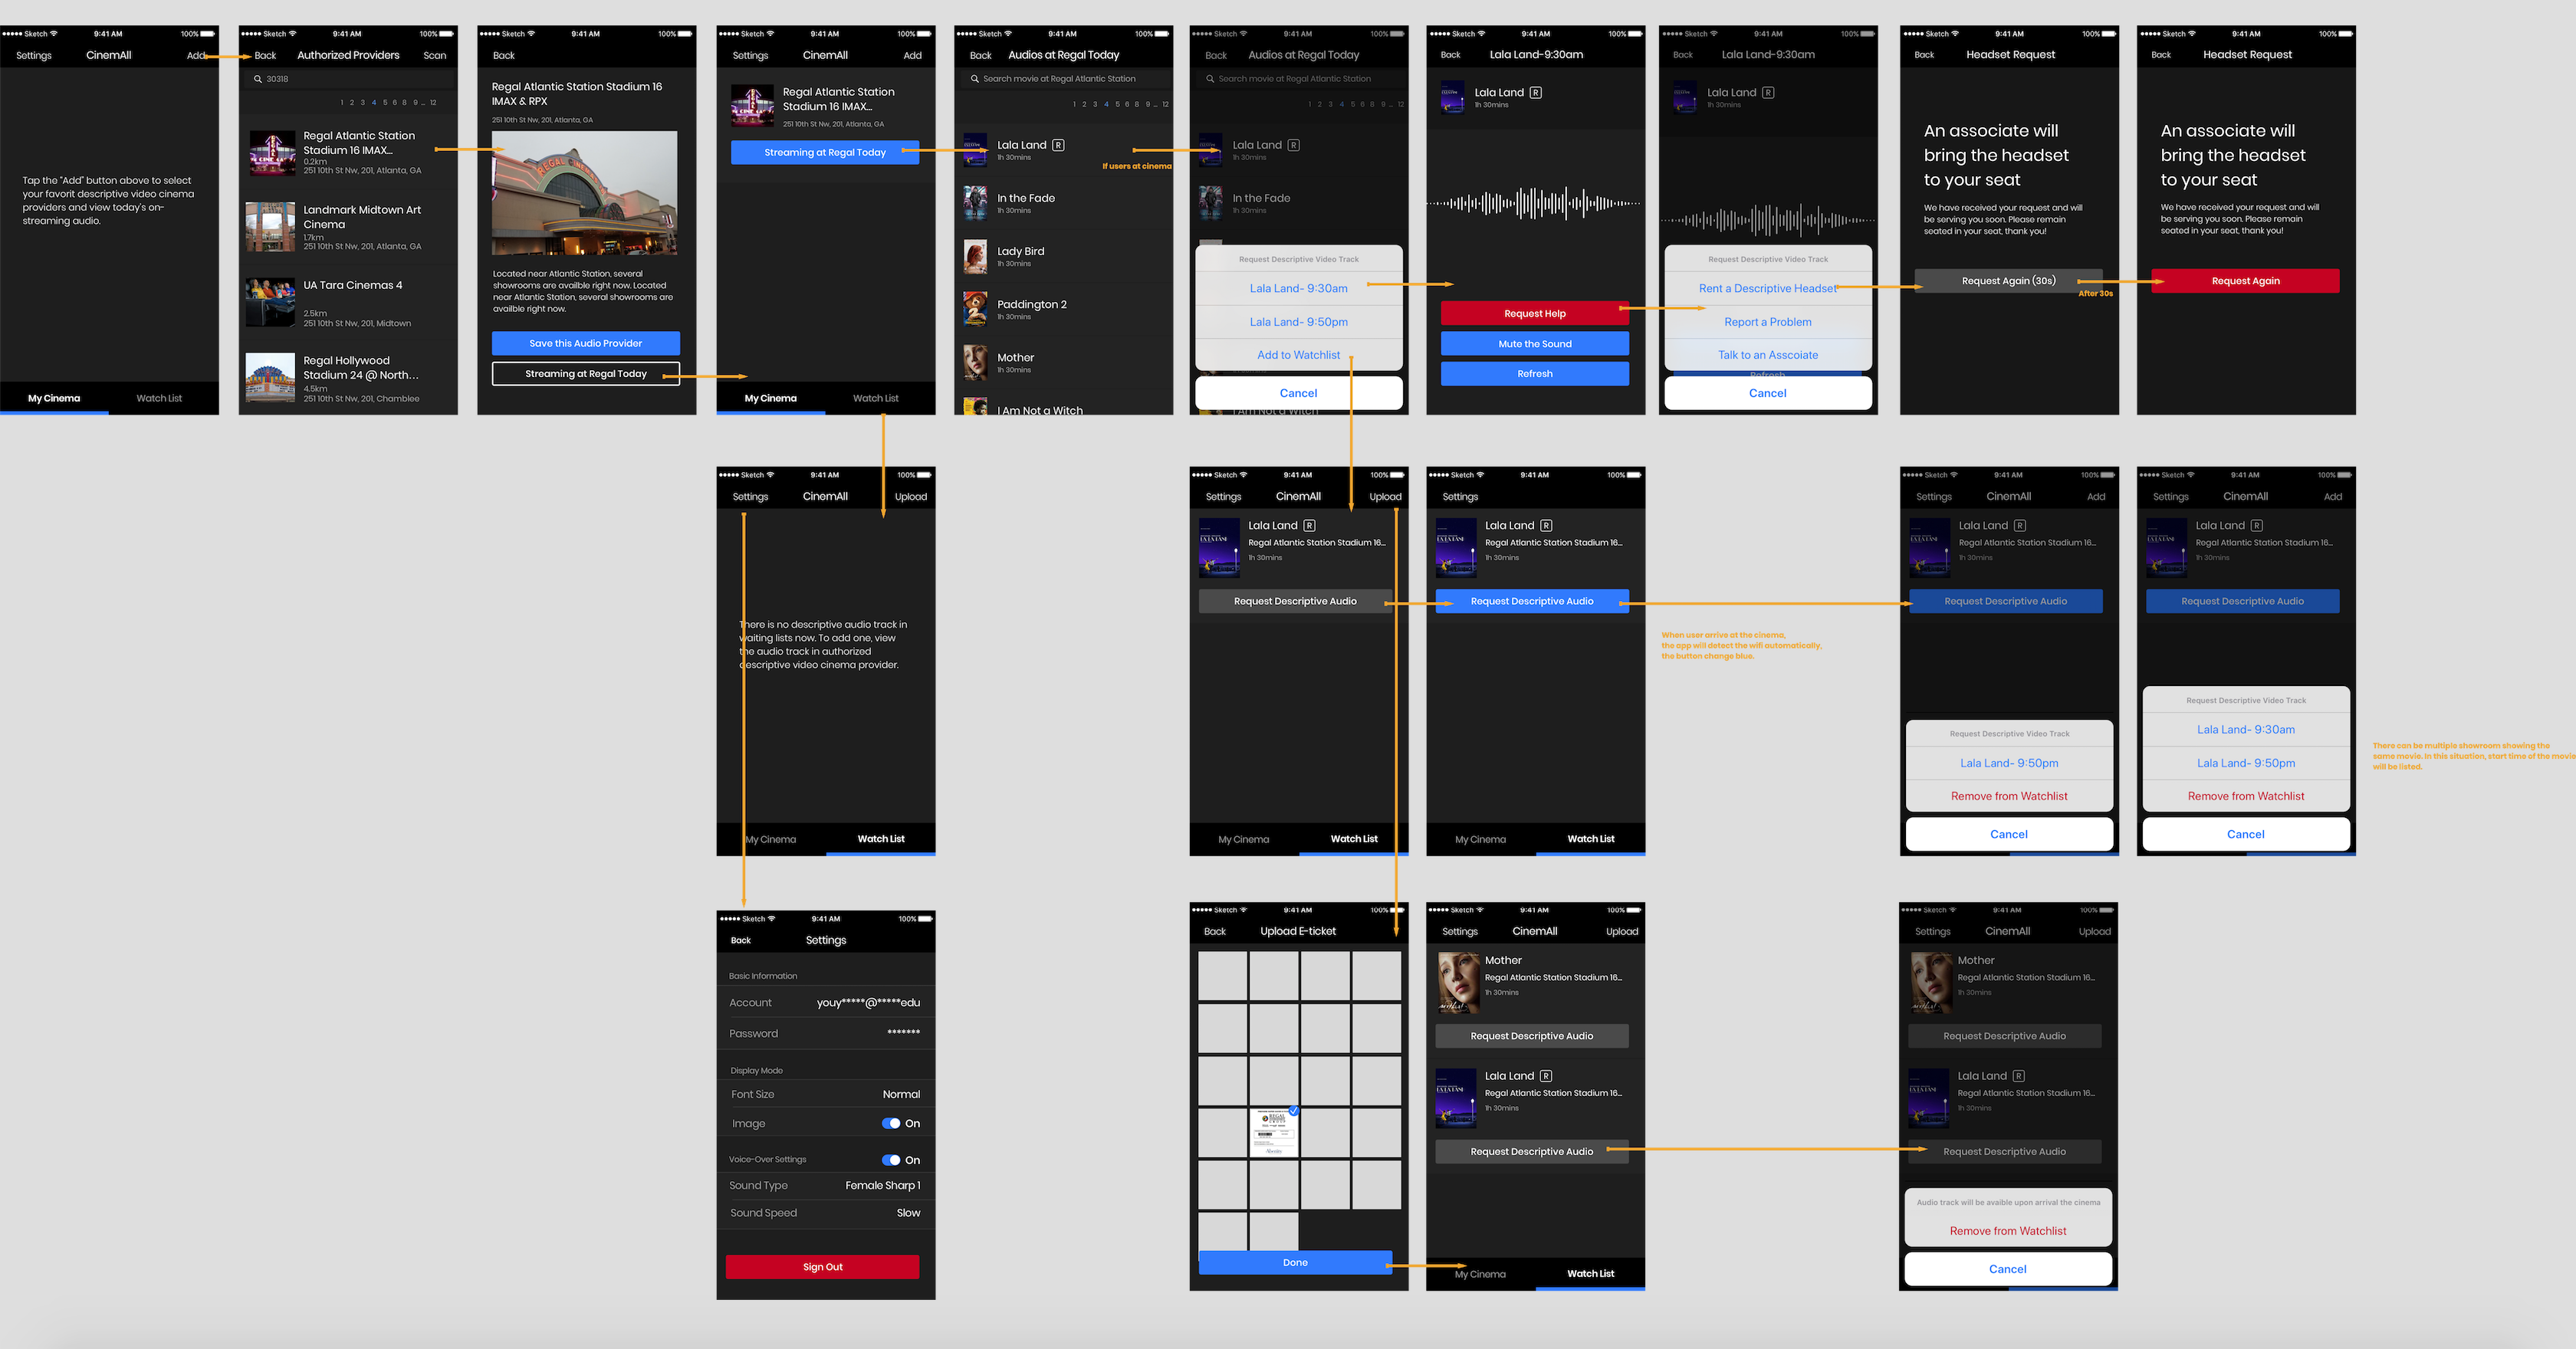 Sketch 9:41 AM 100%
Settings CinemAll Add
Tap the "Add" button above to select
your favorit descriptive video cinema
providers and view today's on-
streaming audio.
My Cinema Watch List
Sketch 9:41 AM 100%
Back Authorized Providers Scan
30318
1 2 3 4 5 6 8 9 ... 12
Regal Atlantic Station
Stadium 16 IMAX...
0.2km
251 10th St Nw, 201, Atlanta, GA
Landmark Midtown Art
Cinema
1.7km
251 10th St Nw, 201, Atlanta, GA
UA Tara Cinemas 4
2.5km
251 10th St Nw, 201, Midtown
Regal Hollywood
Stadium 24 @ North...
4.5km
251 10th St Nw, 201, Chamblee
Sketch 9:41 AM 100%
Back
Regal Atlantic Station Stadium 16
IMAX & RPX
251 10th St Nw, 201, Atlanta, GA
REGAL CINEMAS
Located near Atlantic Station, several
showrooms are availble right now. Located
near Atlantic Station, several showrooms are
availble right now.
Save this Audio Provider
Streaming at Regal Today
Sketch 9:41 AM 100%
Settings CinemAll Add
Regal Atlantic Station
Stadium 16 IMAX...
251 10th St Nw, 201, Atlanta, GA
Streaming at Regal Today
My Cinema Watch List
Sketch 9:41 AM 100%
Back Audios at Regal Today
Search movie at Regal Atlantic Station
1 2 3 4 5 6 8 9 ... 12
Lala Land R
1h 30mins
If users at cinema
In the Fade
1h 30mins
Lady Bird
1h 30mins
Paddington 2
1h 30mins
Mother
1h 30mins
I Am Not a Witch
Sketch 9:41 AM 100%
Back Audios at Regal Today
Search movie at Regal Atlantic Station
1 2 3 4 5 6 8 9 ... 12
Lala Land R
1h 30mins
In the Fade
1h 30mins
Request Descriptive Video Track
Lala Land- 9:30am
Lala Land- 9:50pm
Add to Watchlist
Cancel
I Am Not a Witch
Sketch 9:41 AM 100%
Back Lala Land-9:30am
Lala Land R
1h 30mins
Request Help
Mute the Sound
Refresh
Sketch 9:41 AM 100%
Back Lala Land-9:30am
Lala Land R
1h 30mins
Request Descriptive Video Track
Rent a Descriptive Headset
Report a Problem
Talk to an Asscoiate
Refresh
Cancel
Sketch 9:41 AM 100%
Back Headset Request
An associate will
bring the headset
to your seat
We have received your request and will
be serving you soon. Please remain
seated in your seat, thank you!
Request Again (30s)
After 30s
Sketch 9:41 AM 100%
Back Headset Request
An associate will
bring the headset
to your seat
We have received your request and will
be serving you soon. Please remain
seated in your seat, thank you!
Request Again
Sketch 9:41 AM 100%
Settings CinemAll Upload
There is no descriptive audio track in
waiting lists now. To add one, view
the audio track in authorized
descriptive video cinema provider.
My Cinema Watch List
Sketch 9:41 AM 100%
Settings CinemAll Upload
Lala Land R
Regal Atlantic Station Stadium 16...
1h 30mins
Request Descriptive Audio
My Cinema Watch List
Sketch 9:41 AM 100%
Settings
Lala Land R
Regal Atlantic Station Stadium 16...
1h 30mins
Request Descriptive Audio
My Cinema Watch List
When user arrive at the cinema,
the app will detect the wifi automatically,
the button change blue.
Sketch 9:41 AM 100%
Settings CinemAll Add
Lala Land R
Regal Atlantic Station Stadium 16...
1h 30mins
Request Descriptive Audio
Request Descriptive Video Track
Lala Land- 9:50pm
Remove from Watchlist
Cancel
Sketch 9:41 AM 100%
Settings CinemAll Add
Lala Land R
Regal Atlantic Station Stadium 16...
1h 30mins
Request Descriptive Audio
Request Descriptive Video Track
Lala Land- 9:30am
Lala Land- 9:50pm
Remove from Watchlist
Cancel
There can be multiple showroom showing the
same movie. In this situation, start time of the movie
will be listed.
Sketch 9:41 AM 100%
Back Settings
Basic Information
Account youy*****@*****edu
Password *******
Display Mode
Font Size Normal
Image On
Voice-Over Settings On
Sound Type Female Sharp 1
Sound Speed Slow
Sign Out
Sketch 9:41 AM 100%
Back Upload E-ticket
REGAL
Done
Sketch 9:41 AM 100%
Settings CinemAll Upload
Mother
Regal Atlantic Station Stadium 16...
1h 30mins
Request Descriptive Audio
Lala Land R
Regal Atlantic Station Stadium 16...
1h 30mins
Request Descriptive Audio
My Cinema Watch List
Sketch 9:41 AM 100%
Settings CinemAll Upload
Mother
Regal Atlantic Station Stadium 16...
1h 30mins
Request Descriptive Audio
Lala Land R
Regal Atlantic Station Stadium 16...
1h 30mins
Request Descriptive Audio
Audio track will be avaible upon arrival the cinema
Remove from Watchlist
Cancel